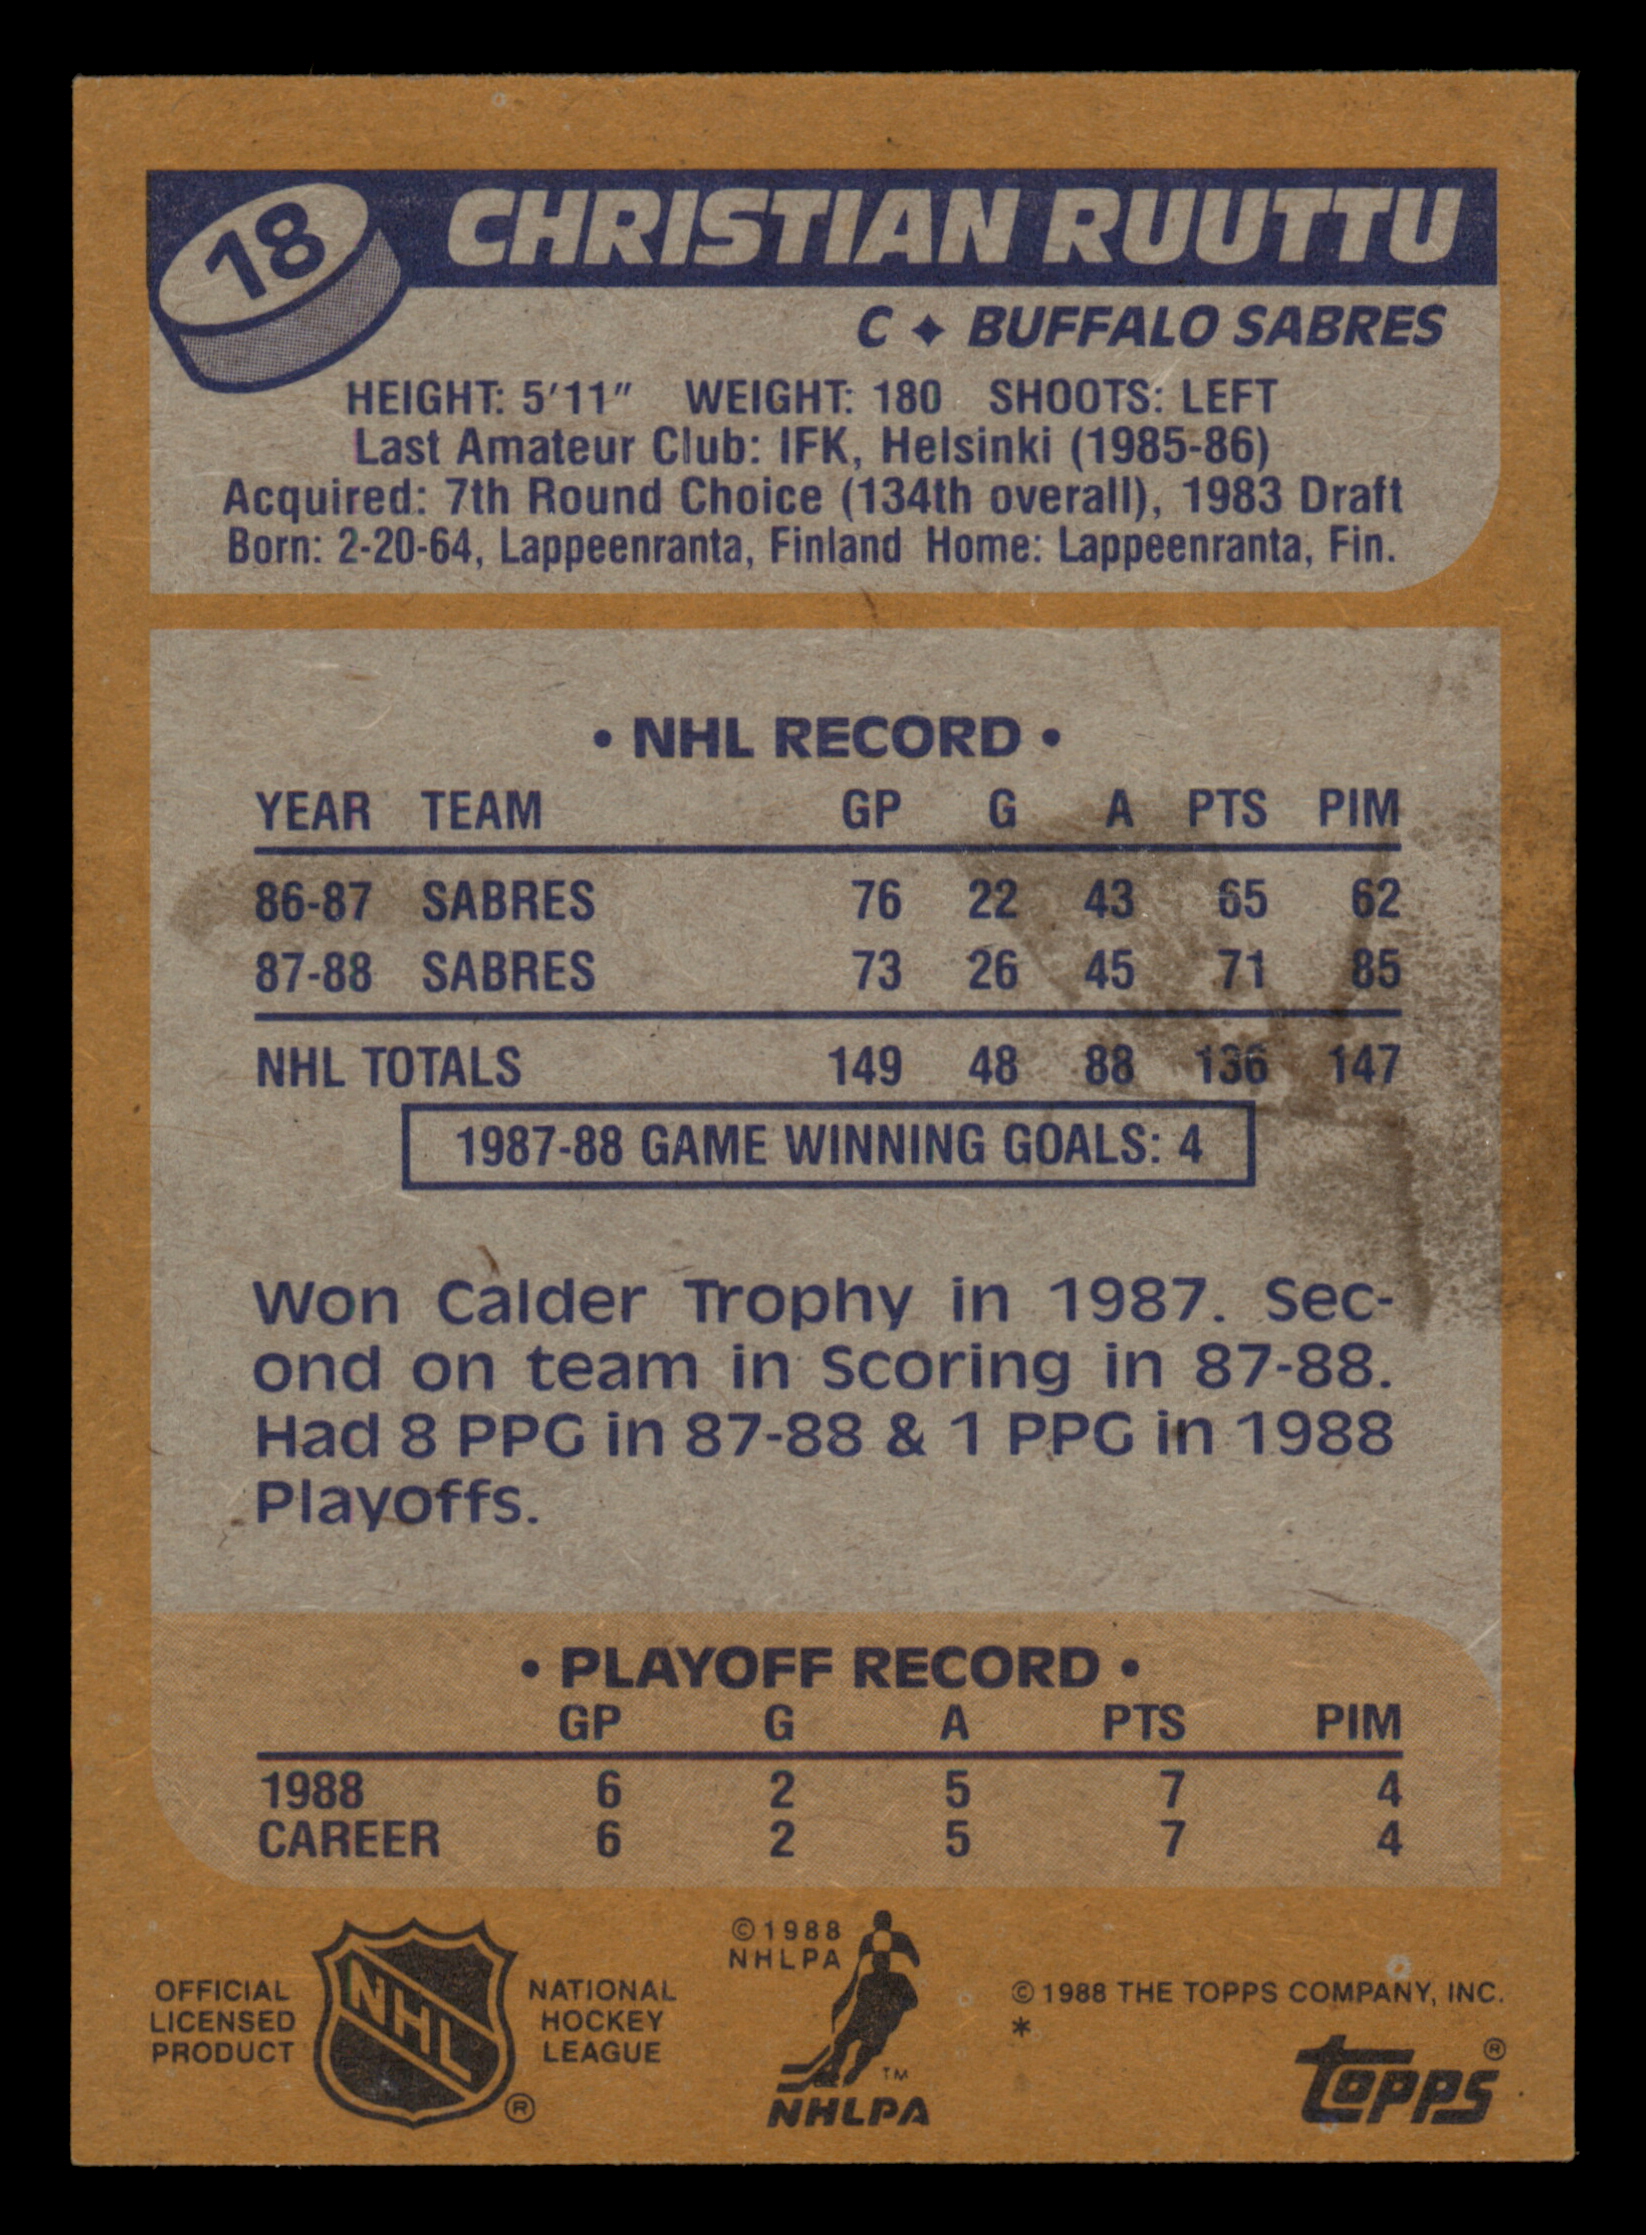 18
CHRISTIAN RUUTTU
C ✦ BUFFALO SABRES
HEIGHT: 5'11" WEIGHT: 180 SHOOTS: LEFT
Last Amateur Club: IFK, Helsinki (1985-86)
Acquired: 7th Round Choice (134th overall), 1983 Draft
Born: 2-20-64, Lappeenranta, Finland Home: Lappeenranta, Fin.
• NHL RECORD •
YEAR TEAM GP G A PTS PIM
86-87 SABRES 76 22 43 65 62
87-88 SABRES 73 26 45 71 85
NHL TOTALS 149 48 88 136 147
1987-88 GAME WINNING GOALS: 4
Won Calder Trophy in 1987. Sec-
ond on team in Scoring in 87-88.
Had 8 PPG in 87-88 & 1 PPG in 1988
Playoffs.
• PLAYOFF RECORD •
GP G A PTS PIM
1988 6 2 5 7 4
CAREER 6 2 5 7 4
OFFICIAL
LICENSED
PRODUCT
NHL
®
NATIONAL
HOCKEY
LEAGUE
©1988
NHLPA
TM
NHLPA
©1988 THE TOPPS COMPANY, INC.
*
TOPPS®